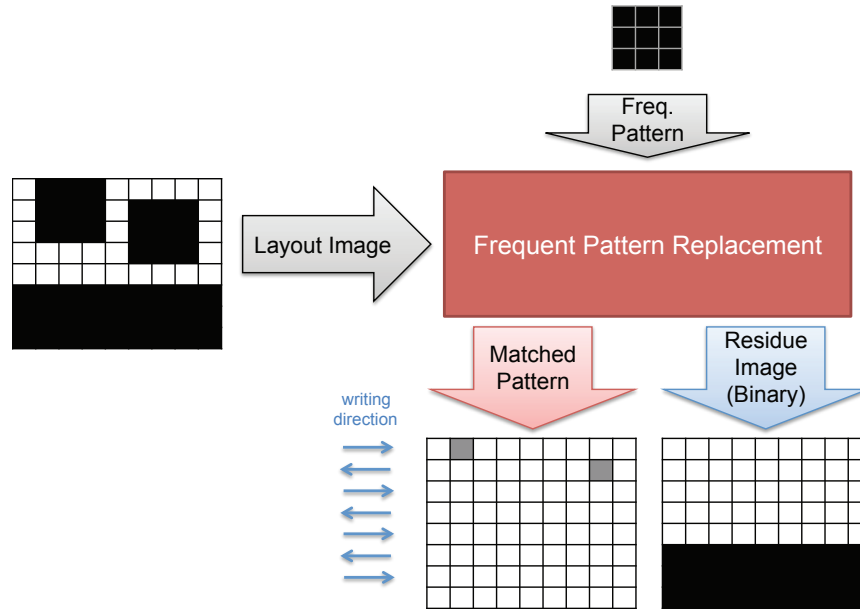 Freq.
Pattern
Layout Image
Frequent Pattern Replacement
Matched
Pattern
Residue
Image
(Binary)
writing
direction